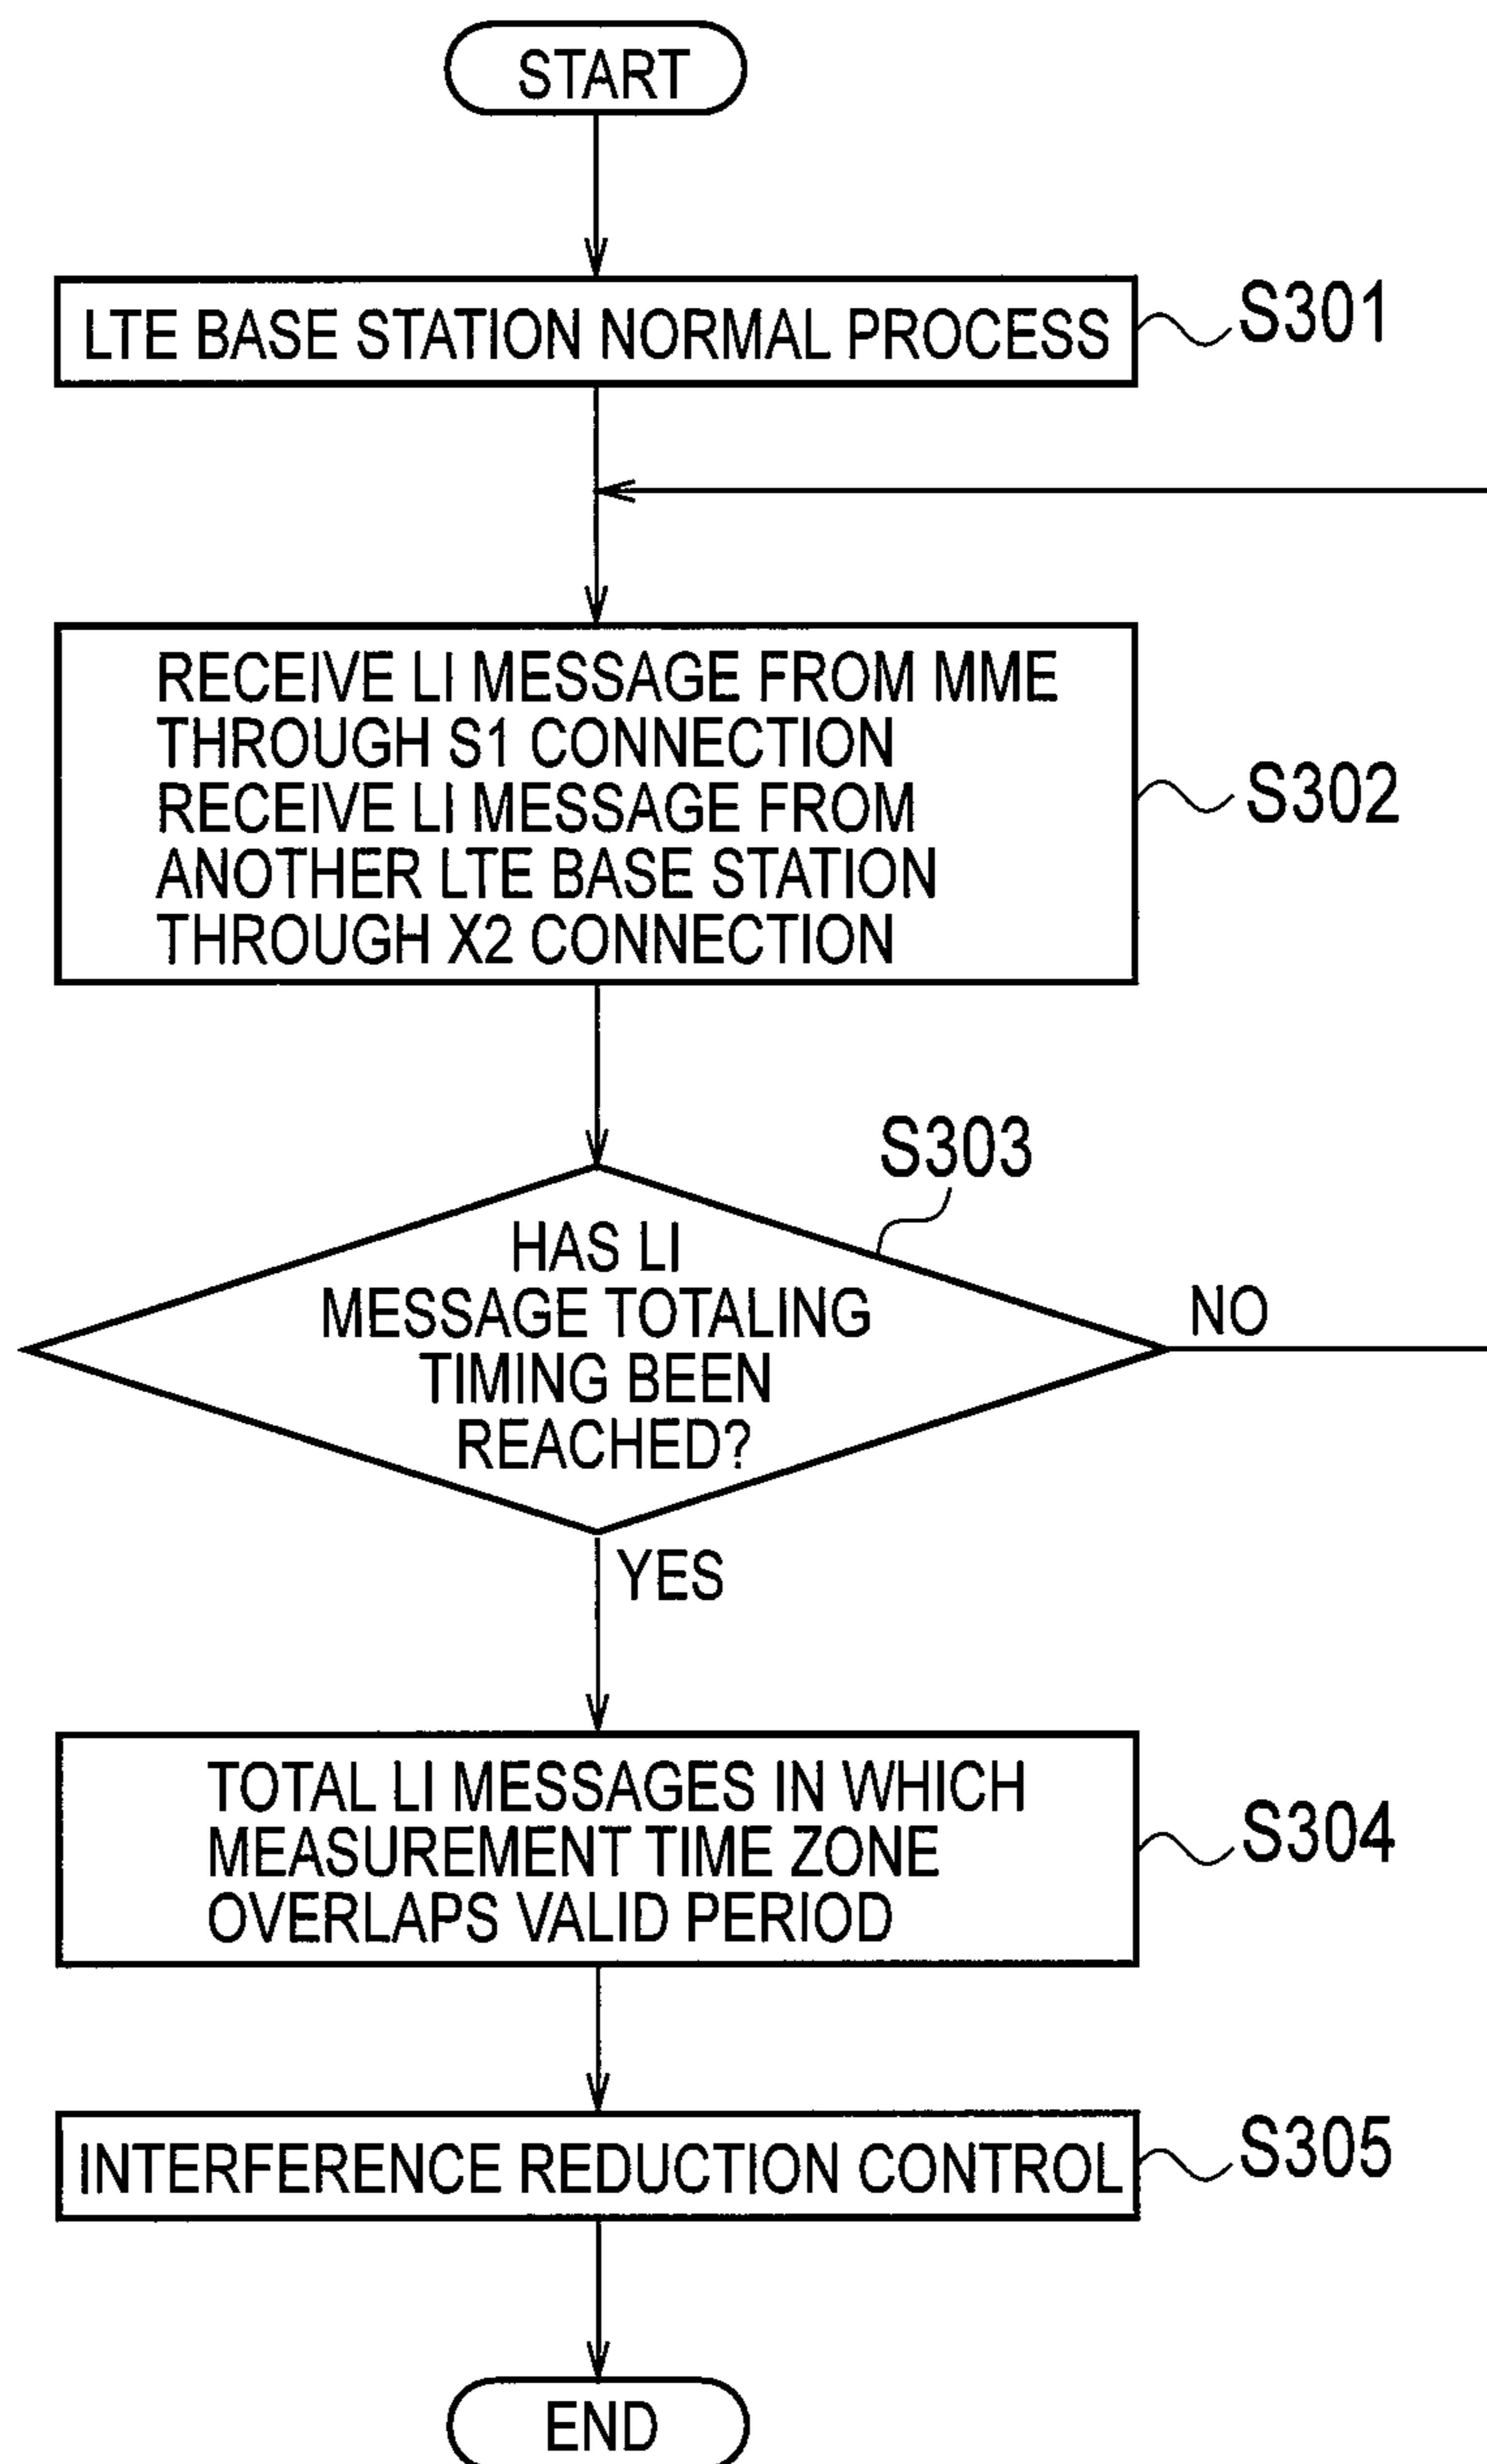 START
LTE BASE STATION NORMAL PROCESS
S301
RECEIVE LI MESSAGE FROM MME
THROUGH S1 CONNECTION
RECEIVE LI MESSAGE FROM
ANOTHER LTE BASE STATION
THROUGH X2 CONNECTION
S302
S303
HAS LI
MESSAGE TOTALING
TIMING BEEN
REACHED?
NO
YES
TOTAL LI MESSAGES IN WHICH
MEASUREMENT TIME ZONE
OVERLAPS VALID PERIOD
S304
INTERFERENCE REDUCTION CONTROL
S305
END